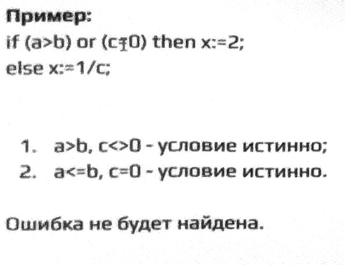 Пример:
if (a>b) or (c=0) then x:=2;
else x:=1/c;
1. a>b, c<>0 - условие истинно;
2. a<=b, c=0 - условие истинно.
Ошибка не будет найдена.